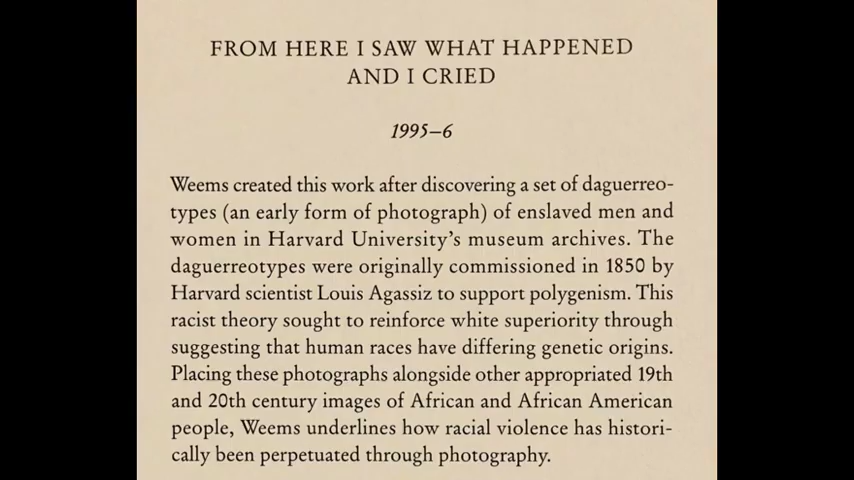 FROM HERE I SAW WHAT HAPPENED
AND I CRIED
1995–6
Weems created this work after discovering a set of daguerreo-
types (an early form of photograph) of enslaved men and
women in Harvard University’s museum archives. The
daguerreotypes were originally commissioned in 1850 by
Harvard scientist Louis Agassiz to support polygenism. This
racist theory sought to reinforce white superiority through
suggesting that human races have differing genetic origins.
Placing these photographs alongside other appropriated 19th
and 20th century images of African and African American
people, Weems underlines how racial violence has histori-
cally been perpetuated through photography.